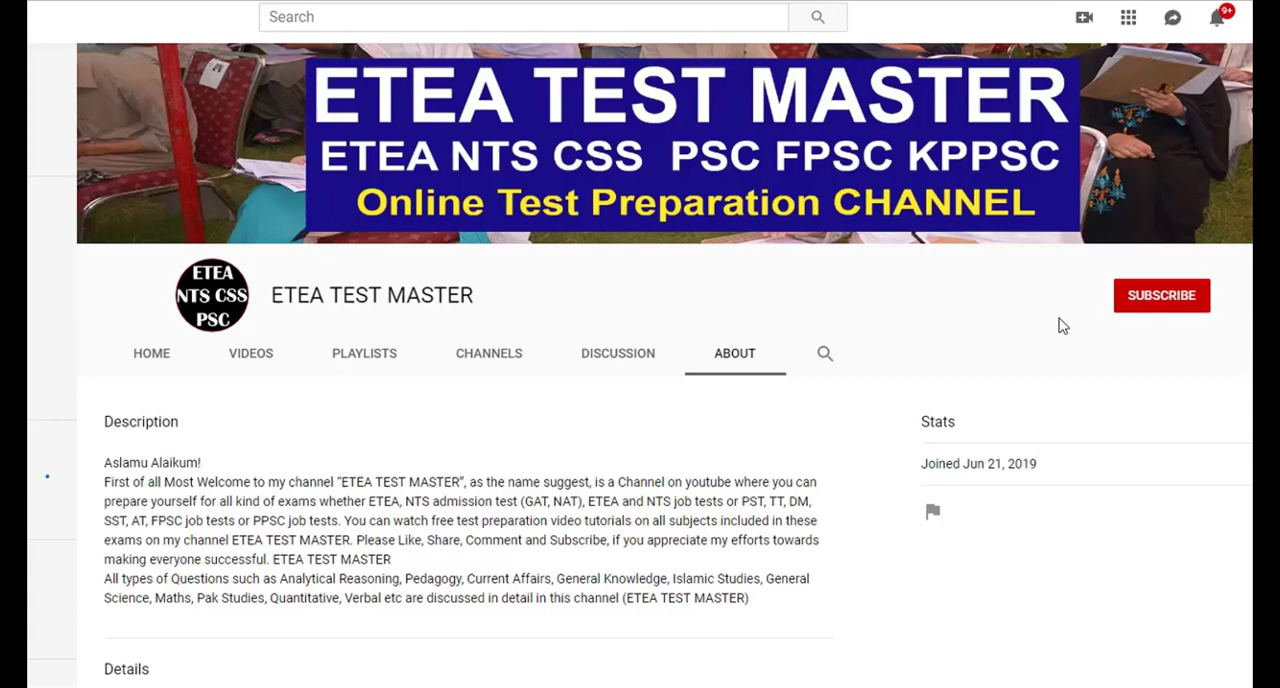 Search
9+
ETEA TEST MASTER
ETEA NTS CSS PSC FPSC KPPSC
Online Test Preparation CHANNEL
ETEA
NTS CSS
PSC
ETEA TEST MASTER
SUBSCRIBE
HOME VIDEOS PLAYLISTS CHANNELS DISCUSSION ABOUT
Description
Aslamu Alaikum!
First of all Most Welcome to my channel “ETEA TEST MASTER”, as the name suggest, is a Channel on youtube where you can
prepare yourself for all kind of exams whether ETEA, NTS admission test (GAT, NAT), ETEA and NTS job tests or PST, TT, DM,
SST, AT, FPSC job tests or PPSC job tests. You can watch free test preparation video tutorials on all subjects included in these
exams on my channel ETEA TEST MASTER. Please Like, Share, Comment and Subscribe, if you appreciate my efforts towards
making everyone successful. ETEA TEST MASTER
All types of Questions such as Analytical Reasoning, Pedagogy, Current Affairs, General Knowledge, Islamic Studies, General
Science, Maths, Pak Studies, Quantitative, Verbal etc are discussed in detail in this channel (ETEA TEST MASTER)
Stats
Joined Jun 21, 2019
Details